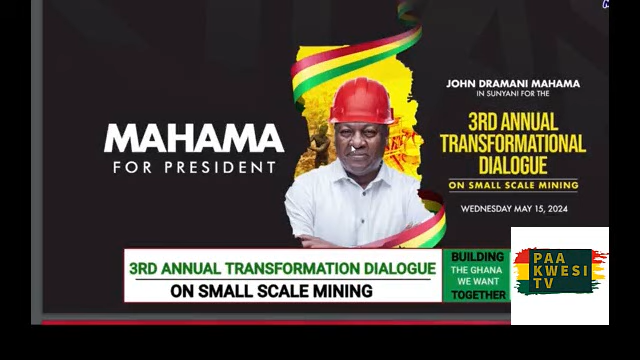 MAHAMA
FOR PRESIDENT
JOHN DRAMANI MAHAMA
IN SUNYANI FOR THE
3RD ANNUAL
TRANSFORMATIONAL
DIALOGUE
ON SMALL SCALE MINING
WEDNESDAY MAY 15, 2024
3RD ANNUAL TRANSFORMATION DIALOGUE
ON SMALL SCALE MINING
BUILDING
THE GHANA
WE WANT
TOGETHER
PAA
KWESI
TV